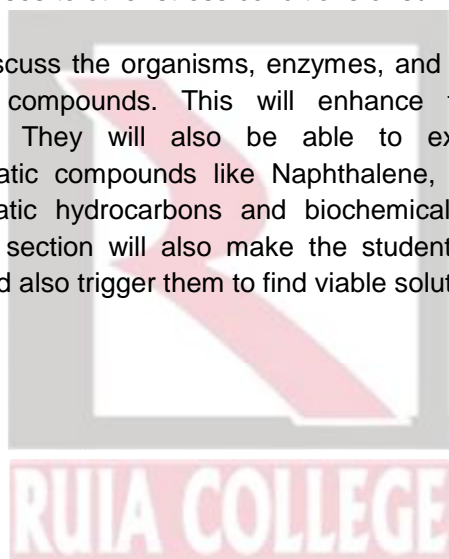 scuss the organisms, enzymes, and
compounds. This will enhance
They will also be able to ex
atic compounds like Naphthalene,
atic hydrocarbons and biochemical
section will also make the student
d also trigger them to find viable solut
RUIA COLLEGE